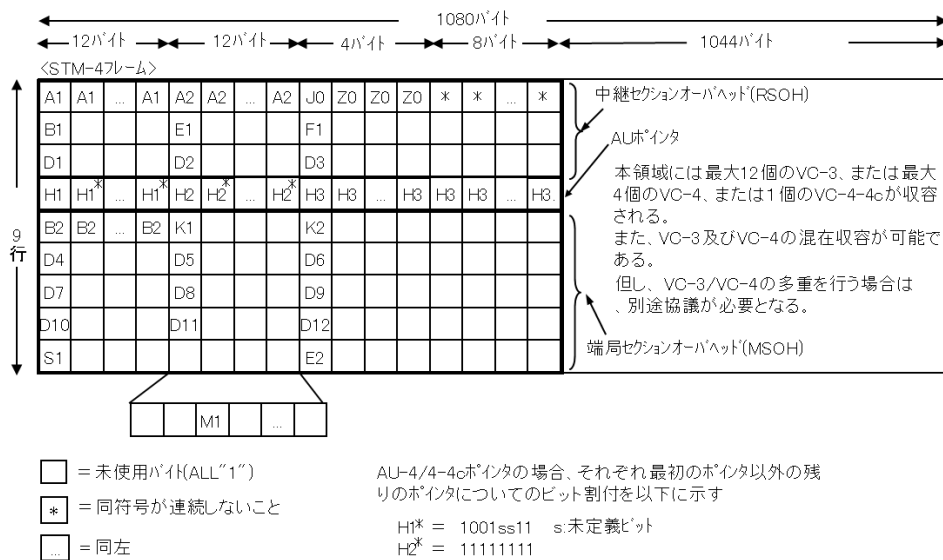 1080バイト
12バイト 12バイト 4バイト 8バイト 1044バイト
〈STM-4フレーム〉
A1 A1 ... A1 A2 A2 ... A2 J0 Z0 Z0 Z0 * * ... *
中継セクションオーバヘッド(RSOH)
B1 E1 F1
D1 D2 D3
AUポインタ
H1 H1* ... H1* H2 H2* ... H2* H3 H3 ... H3 H3 H3 ... H3.
本領域には最大12個のVC-3、または最大
4個のVC-4、または1個のVC-4-4cが収容
される。
また、VC-3及びVC-4の混在収容が可能で
ある。
但し、VC-3/VC-4の多重を行う場合は
、別途協議が必要となる。
9
行
B2 B2 ... B2 K1 K2
D4 D5 D6
D7 D8 D9
D10 D11 D12
S1 E2
端局セクションオーバヘッド(MSOH)
M1 ...
= 未使用バイト(ALL"1")
* = 同符号が連続しないこと
... = 同左
AU-4/4-4cポインタの場合、それぞれ最初のポインタ以外の残
りのポインタについてのビット割付を以下に示す
H1* = 1001ss11 s:未定義ビット
H2* = 11111111